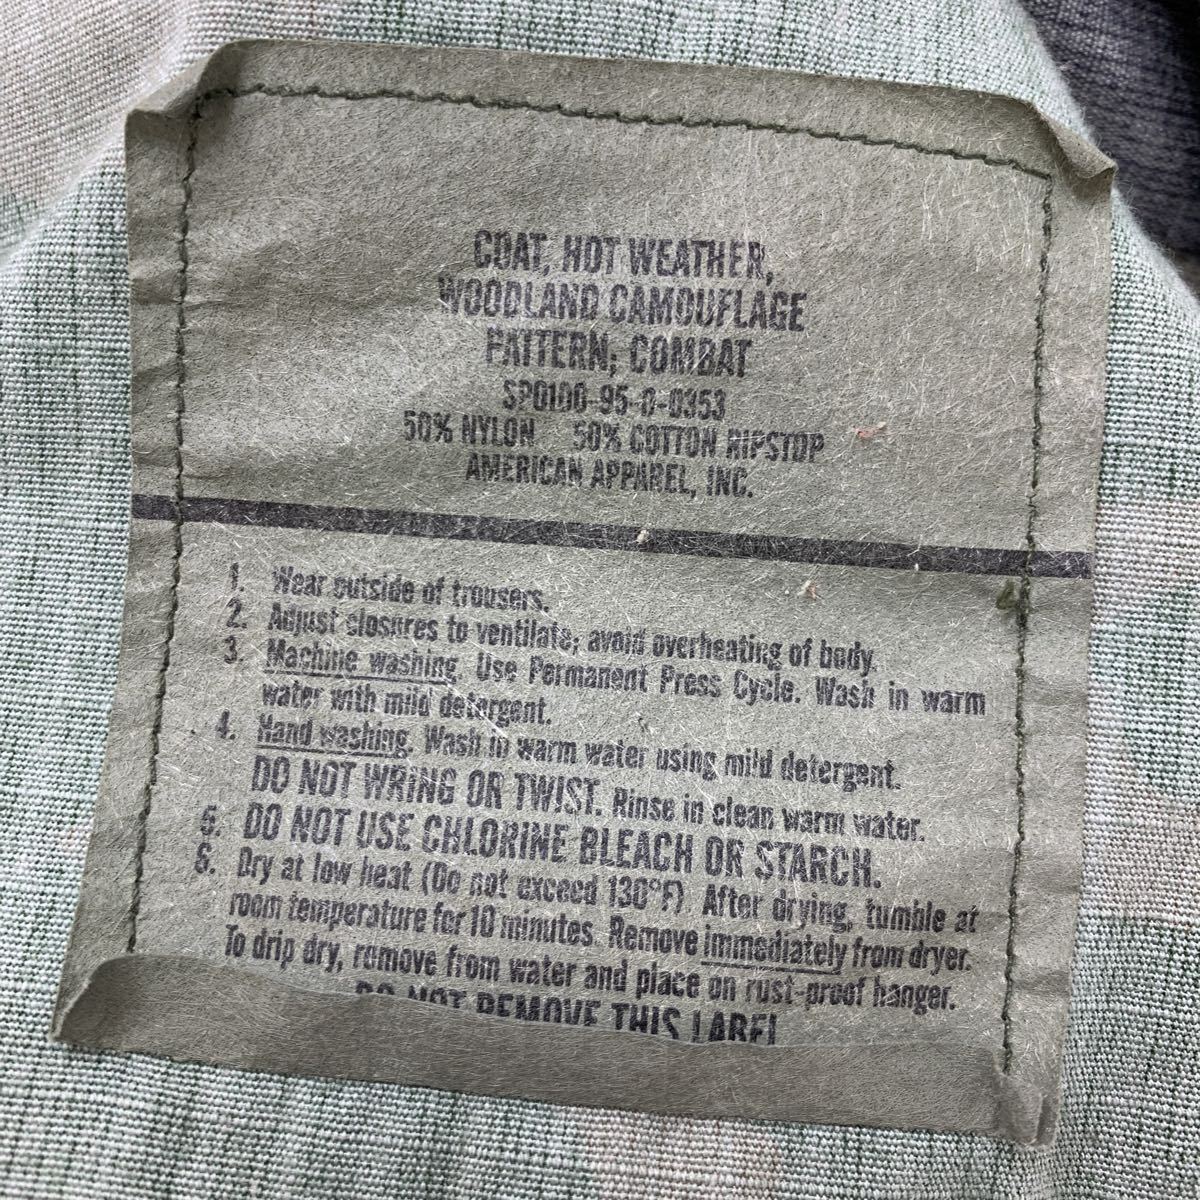 COAT, HOT WEATHER,
WOODLAND CAMOUFLAGE
PATTERN; COMBAT
SP0100-95-D-0353
50% NYLON 50% COTTON RIPSTOP
AMERICAN APPAREL, INC.
1. Wear outside of trousers.
2. Adjust closures to ventilate; avoid overheating of body.
3. Machine washing. Use Permanent Press Cycle. Wash in warm
water with mild detergent.
4. Hand washing. Wash in warm water using mild detergent.
DO NOT WRING OR TWIST. Rinse in clean warm water.
5. DO NOT USE CHLORINE BLEACH OR STARCH.
6. Dry at low heat (Do not exceed 130°F). After drying, tumble at
room temperature for 10 minutes. Remove immediately from dryer.
To drip dry, remove from water and place on rust-proof hanger.
DO NOT REMOVE THIS LABEL